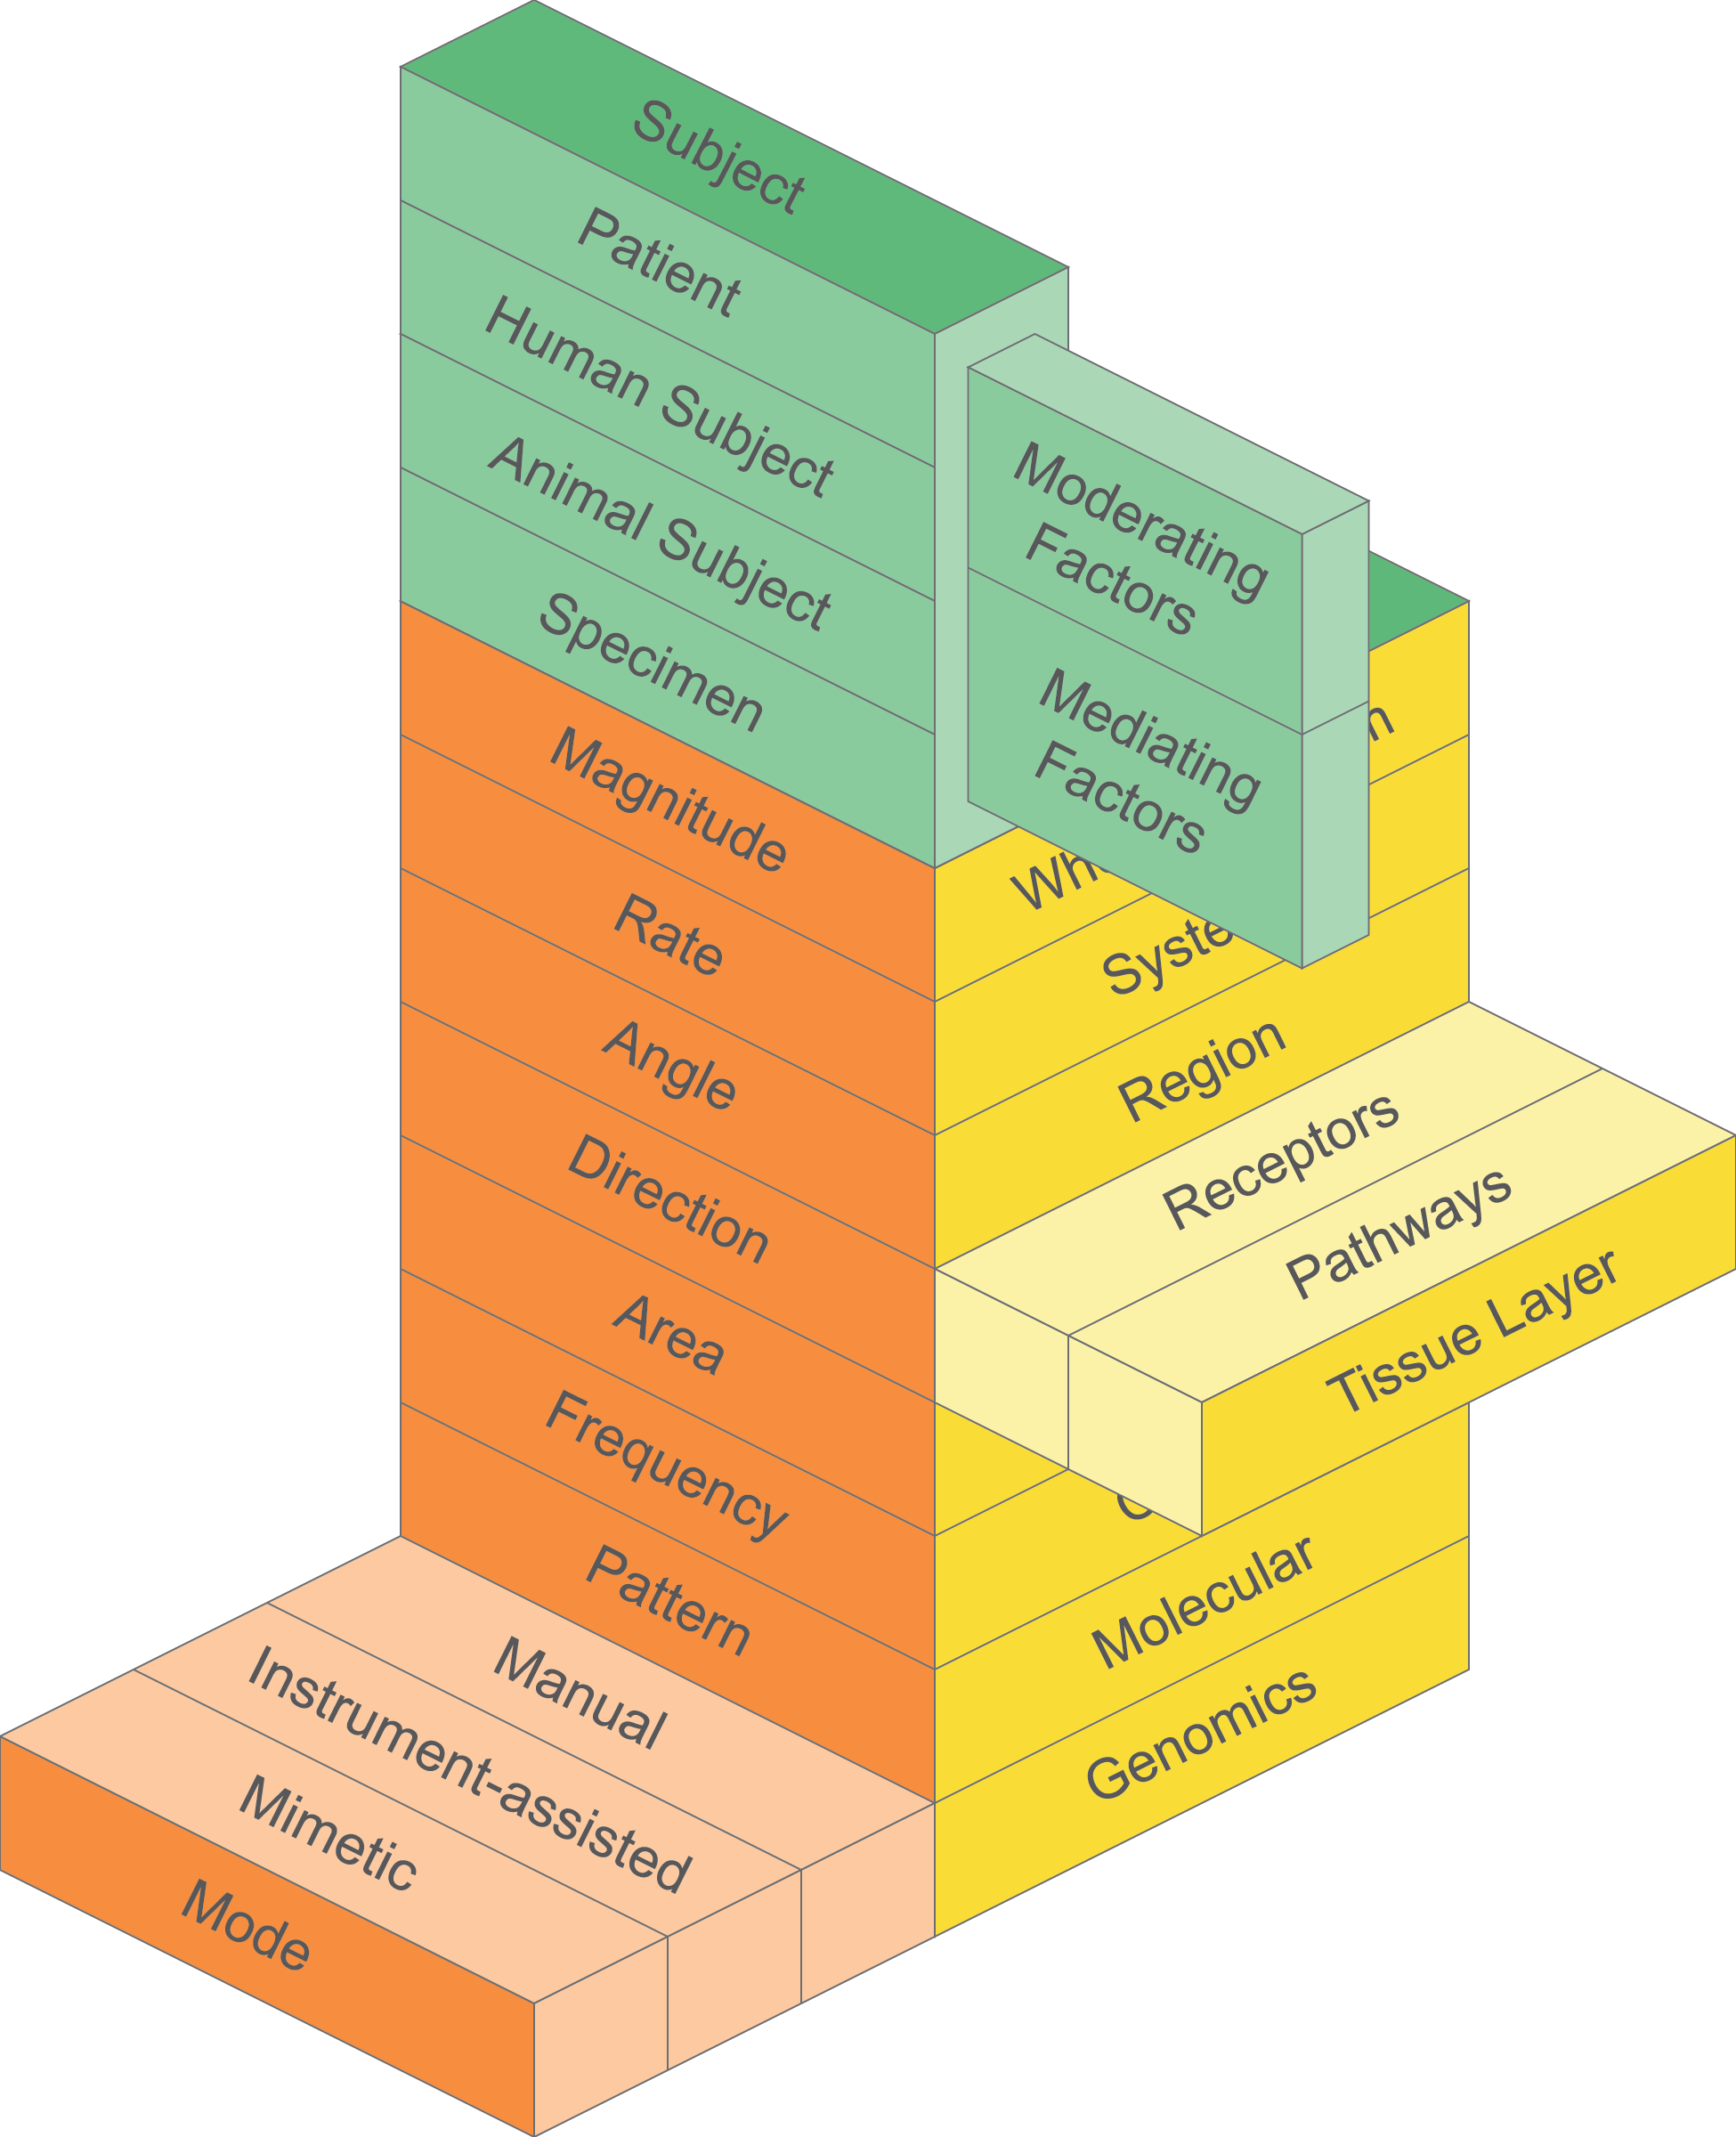 Subject
Patient
Human Subject
Animal Subject
Specimen
Magnitude
Rate
Angle
Direction
Area
Frequency
Pattern
Manual
Instrument-assisted
Mimetic
Mode
Moderating
Factors
Mediating
Factors
Region
Receptors
Pathways
Tissue Layer
Molecular
Genomics